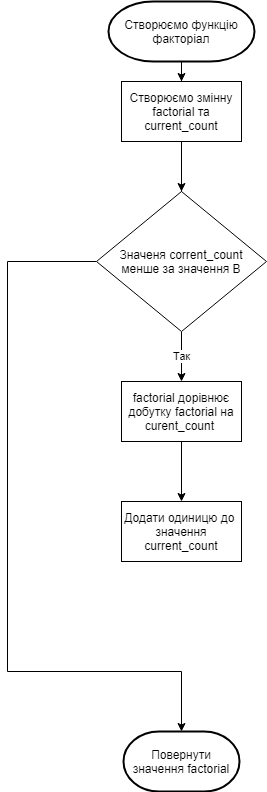 Створюємо функцію
факторіал
Створюємо змінну
factorial та
current_count
Значеня corrent_count
менше за значення B
Так
factorial дорівнює
добутку factorial на
curent_count
Додати одиницю до
значення
current_count
Повернути
значення factorial